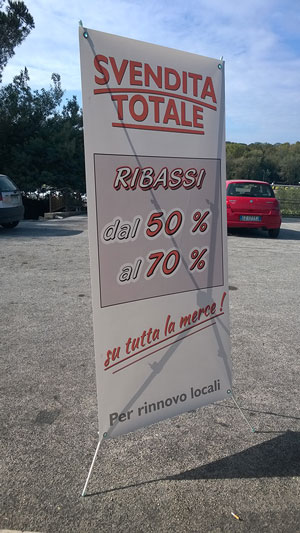 SVENDITA
TOTALE
RIBASSI
dal 50 %
al 70 %
su tutta la merce !
Per rinnovo locali